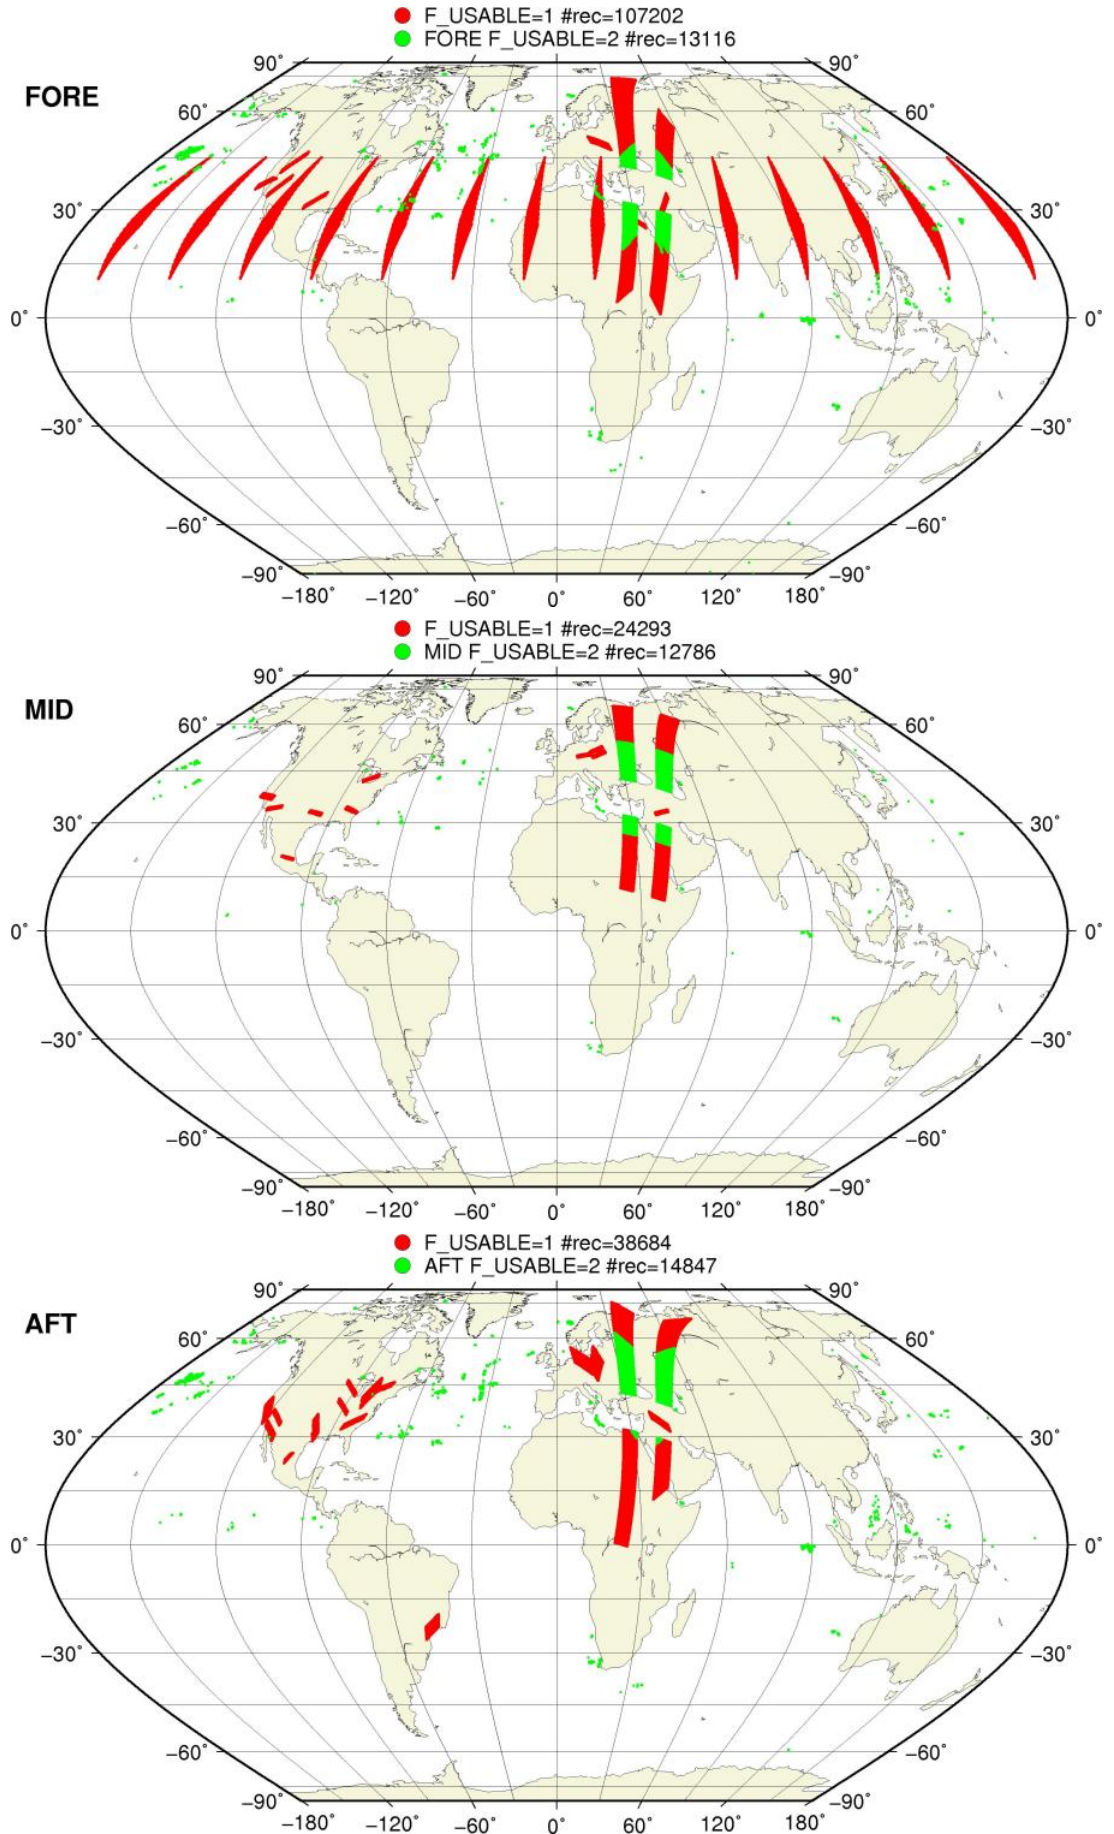 F_USABLE=1 #rec=107202
FORE F_USABLE=2 #rec=13116
FORE
90° 90°
60° 60°
30° 30°
0° 0°
−30° −30°
−60° −60°
−90° −90°
−180° −120° −60° 0° 60° 120° 180°
F_USABLE=1 #rec=24293
MID F_USABLE=2 #rec=12786
MID
90° 90°
60° 60°
30° 30°
0° 0°
−30° −30°
−60° −60°
−90° −90°
−180° −120° −60° 0° 60° 120° 180°
F_USABLE=1 #rec=38684
AFT F_USABLE=2 #rec=14847
AFT
90° 90°
60° 60°
30° 30°
0° 0°
−30° −30°
−60° −60°
−90° −90°
−180° −120° −60° 0° 60° 120° 180°